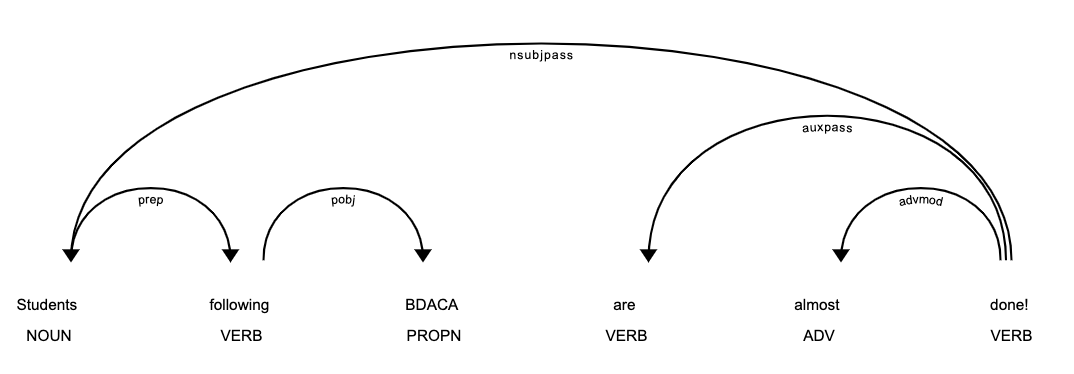 nsubjpass
auxpass
prep pobj advmod
Students following BDACA are almost done!
NOUN VERB PROPN VERB ADV VERB